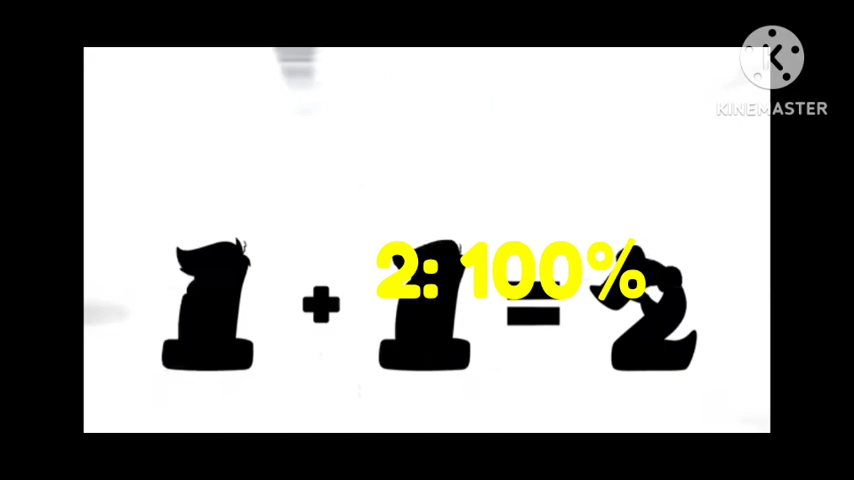 KINEMASTER
1 + 1 = 2
2: 100%